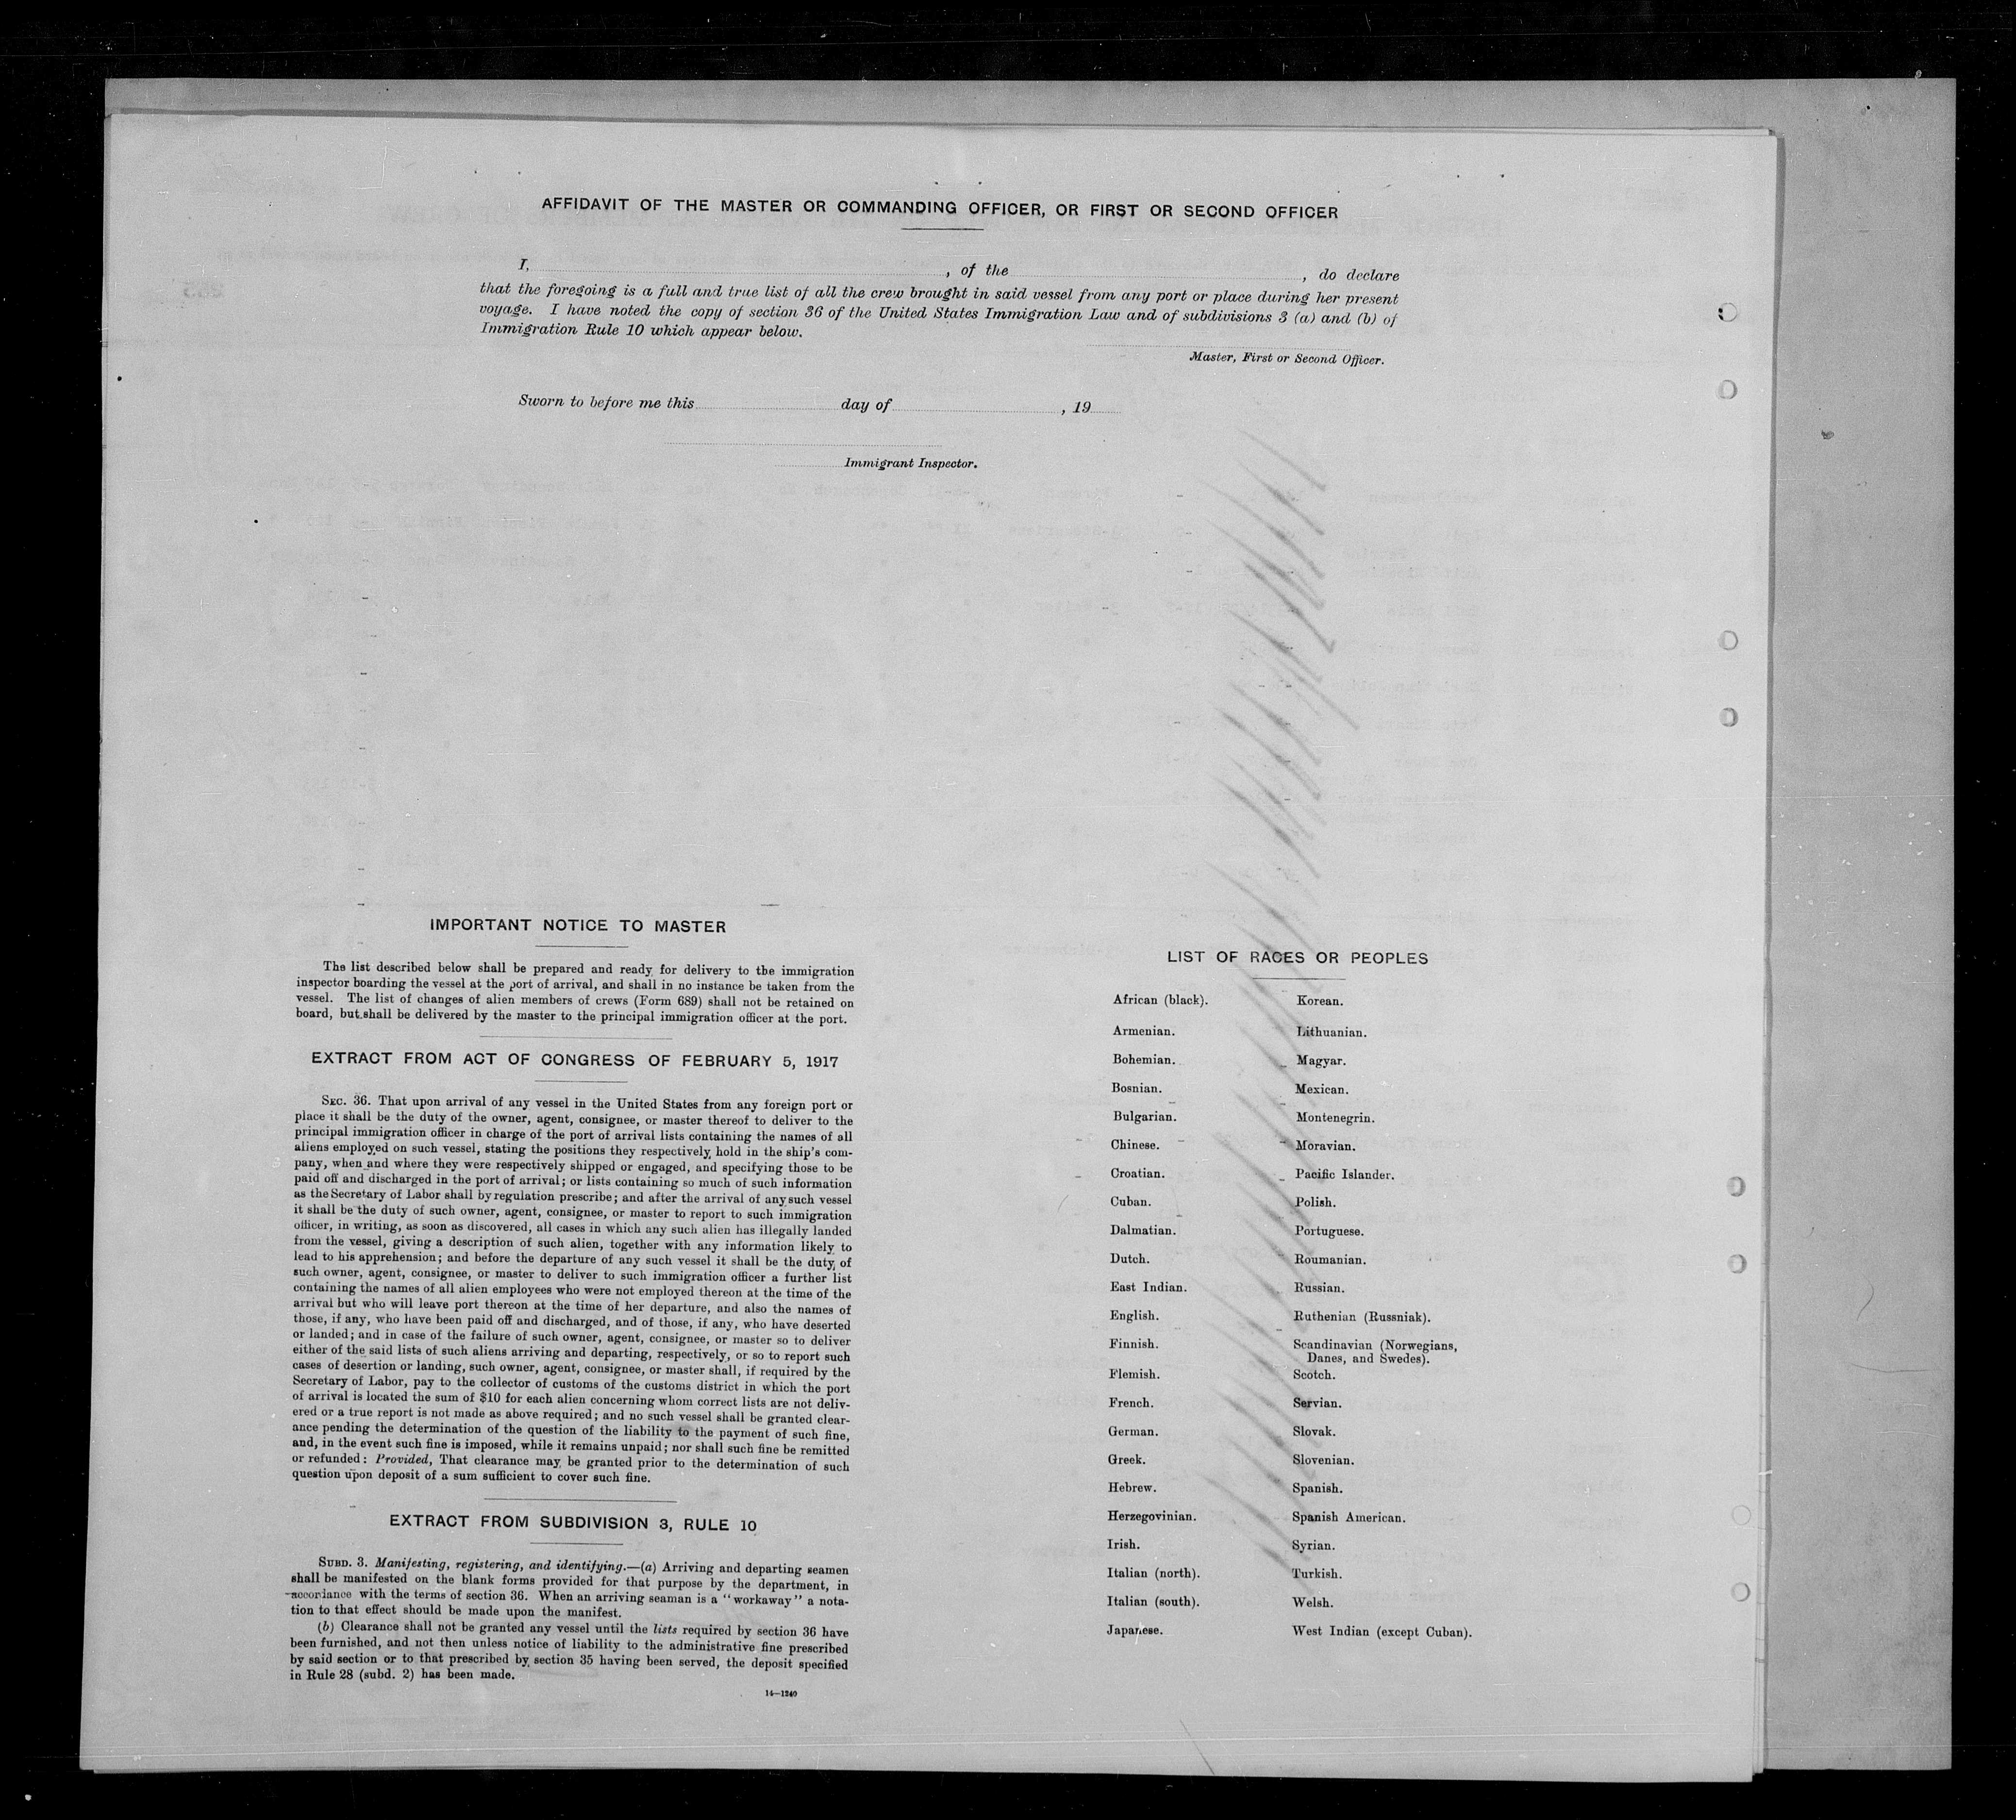 AFFIDAVIT OF THE MASTER OR COMMANDING OFFICER, OR FIRST OR SECOND OFFICER
I, , of the , do declare
that the foregoing is a full and true list of all the crew brought in said vessel from any port or place during her present
voyage. I have noted the copy of section 36 of the United States Immigration Law and of subdivisions 3 (a) and (b) of
Immigration Rule 10 which appear below.
Master, First or Second Officer.
Sworn to before me this day of , 19
Immigrant Inspector.
IMPORTANT NOTICE TO MASTER
The list described below shall be prepared and ready for delivery to the immigration
inspector boarding the vessel at the port of arrival, and shall in no instance be taken from the
vessel. The list of changes of alien members of crews (Form 689) shall not be retained on
board, but shall be delivered by the master to the principal immigration officer at the port.
EXTRACT FROM ACT OF CONGRESS OF FEBRUARY 5, 1917
SEC. 36. That upon arrival of any vessel in the United States from any foreign port or
place it shall be the duty of the owner, agent, consignee, or master thereof to deliver to the
principal immigration officer in charge of the port of arrival lists containing the names of all
aliens employed on such vessel, stating the positions they respectively hold in the ship's com-
pany, when and where they were respectively shipped or engaged, and specifying those to be
paid off and discharged in the port of arrival; or lists containing so much of such information
as the Secretary of Labor shall by regulation prescribe; and after the arrival of any such vessel
it shall be the duty of such owner, agent, consignee, or master to report to such immigration
officer, in writing, as soon as discovered, all cases in which any such alien has illegally landed
from the vessel, giving a description of such alien, together with any information likely to
lead to his apprehension; and before the departure of any such vessel it shall be the duty of
such owner, agent, consignee, or master to deliver to such immigration officer a further list
containing the names of all alien employees who were not employed thereon at the time of the
arrival but who will leave port thereon at the time of her departure, and also the names of
those, if any, who have been paid off and discharged, and of those, if any, who have deserted
or landed; and in case of the failure of such owner, agent, consignee, or master so to deliver
either of the said lists of such aliens arriving and departing, respectively, or so to report such
cases of desertion or landing, such owner, agent, consignee, or master shall, if required by the
Secretary of Labor, pay to the collector of customs of the customs district in which the port
of arrival is located the sum of $10 for each alien concerning whom correct lists are not deliv-
ered or a true report is not made as above required; and no such vessel shall be granted clear-
ance pending the determination of the question of the liability to the payment of such fine,
and, in the event such fine is imposed, while it remains unpaid; nor shall such fine be remitted
or refunded: Provided, That clearance may be granted prior to the determination of such
question upon deposit of a sum sufficient to cover such fine.
EXTRACT FROM SUBDIVISION 3, RULE 10
SUBD. 3. Manifesting, registering, and identifying.—(a) Arriving and departing seamen
shall be manifested on the blank forms provided for that purpose by the department, in
accordance with the terms of section 36. When an arriving seaman is a "workaway" a nota-
tion to that effect should be made upon the manifest.
(b) Clearance shall not be granted any vessel until the lists required by section 36 have
been furnished, and not then unless notice of liability to the administrative fine prescribed
by said section or to that prescribed by section 35 having been served, the deposit specified
in Rule 28 (subd. 2) has been made.
14—1240
LIST OF RACES OR PEOPLES
African (black).
Armenian.
Bohemian.
Bosnian.
Bulgarian.
Chinese.
Croatian.
Cuban.
Dalmatian.
Dutch.
East Indian.
English.
Finnish.
Flemish.
French.
German.
Greek.
Hebrew.
Herzegovinian.
Irish.
Italian (north).
Italian (south).
Japanese.
Korean.
Lithuanian.
Magyar.
Mexican.
Montenegrin.
Moravian.
Pacific Islander.
Polish.
Portuguese.
Roumanian.
Russian.
Ruthenian (Russniak).
Scandinavian (Norwegians,
Danes, and Swedes).
Scotch.
Servian.
Slovak.
Slovenian.
Spanish.
Spanish American.
Syrian.
Turkish.
Welsh.
West Indian (except Cuban).